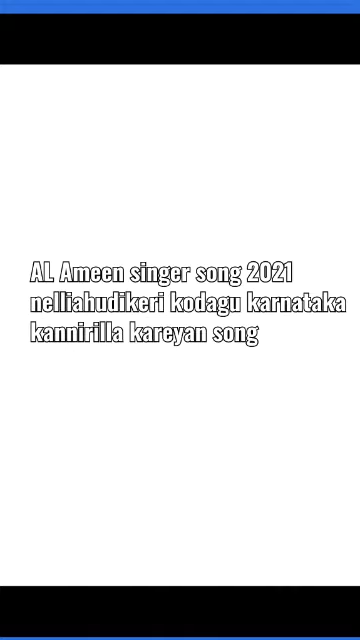 AL Ameen singer song 2021
nelliahudikeri kodagu karnataka
kannirilla kareyan song